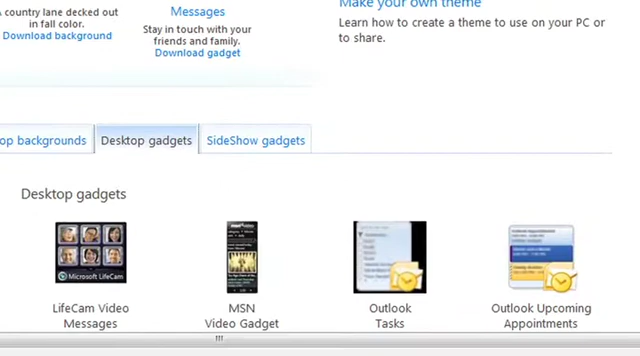 A country lane decked out
in fall color.
Download background
Messages
Stay in touch with your
friends and family.
Download gadget
Make your own theme
Learn how to create a theme to use on your PC or
to share.
op backgrounds
Desktop gadgets
SideShow gadgets
Desktop gadgets
Microsoft LifeCam
LifeCam Video
Messages
MSN
Video Gadget
Outlook
Tasks
Outlook Upcoming
Appointments